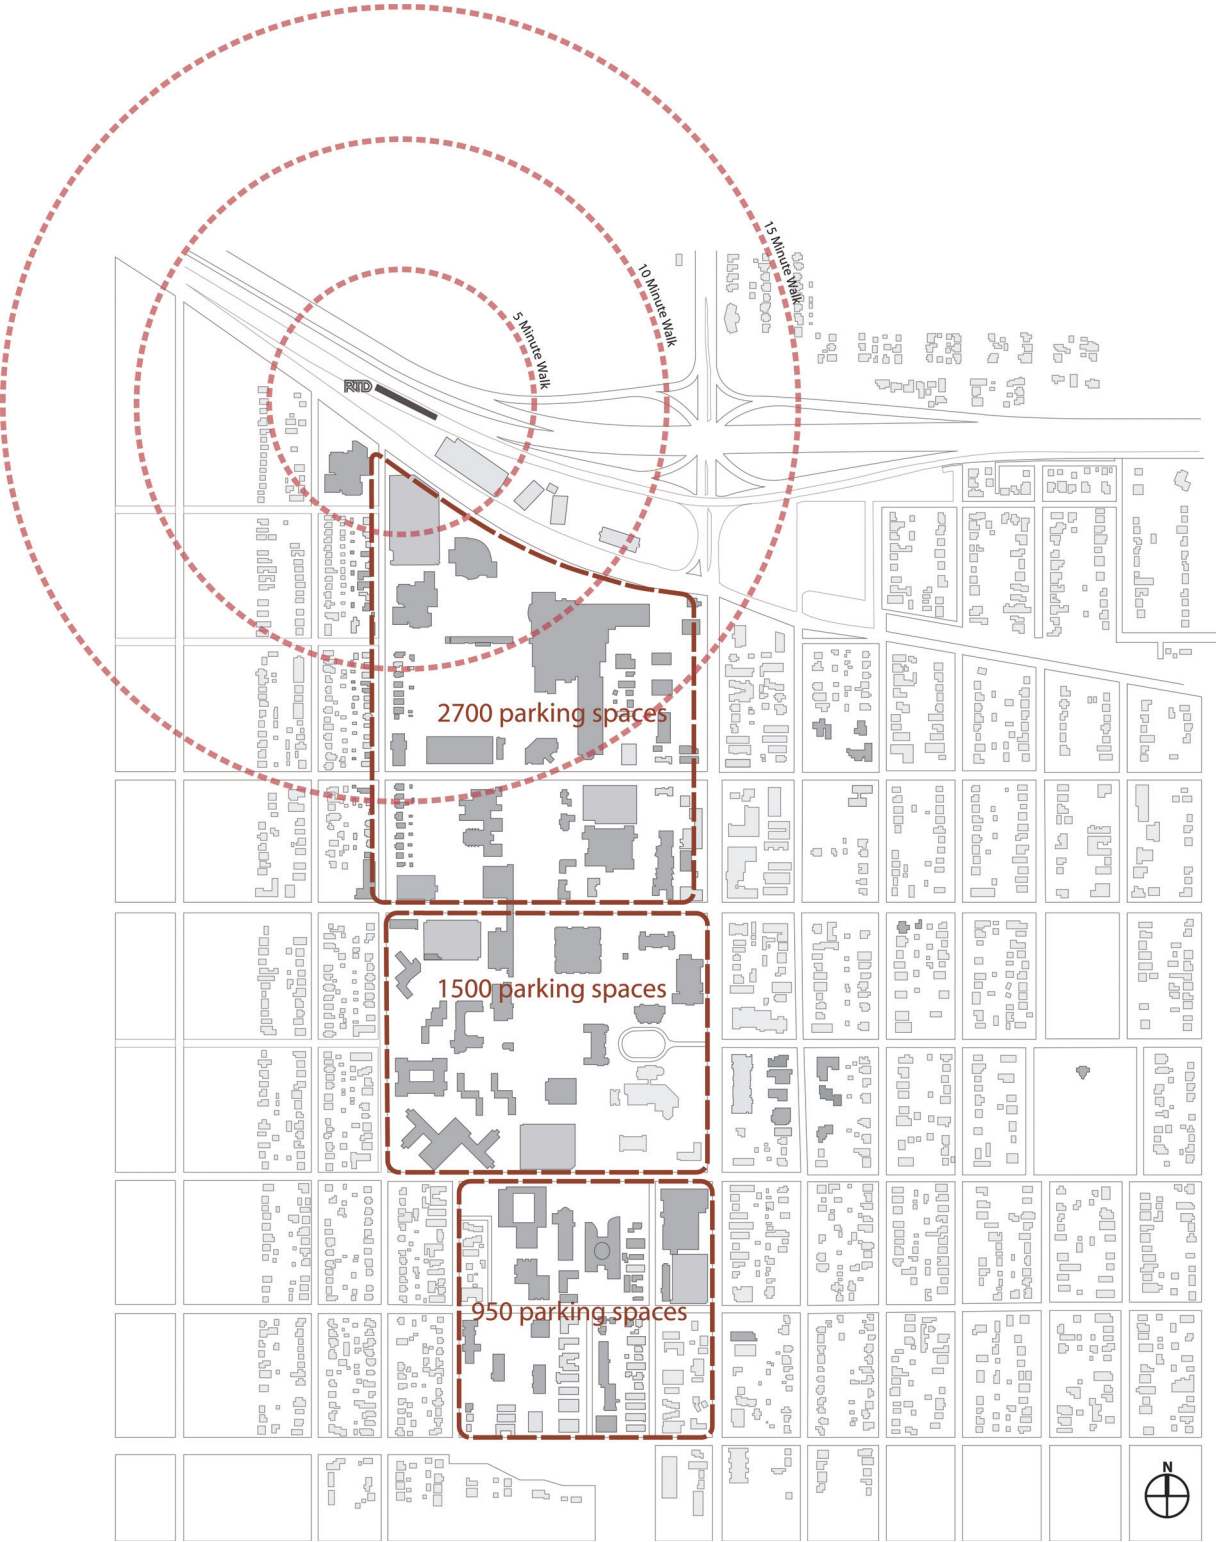 15 Minute Walk
10 Minute Walk
5 Minute Walk
RTD
2700 parking spaces
1500 parking spaces
950 parking spaces
N